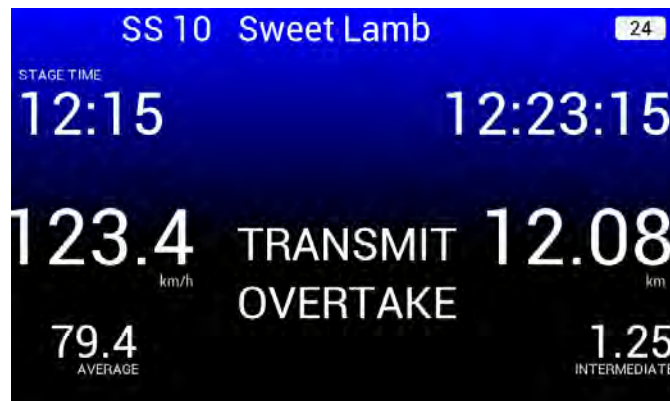 SS 10 Sweet Lamb 24
STAGE TIME
12:15 12:23:15
123.4 km/h TRANSMIT 12.08 km
OVERTAKE
79.4 1.25
AVERAGE INTERMEDIATE